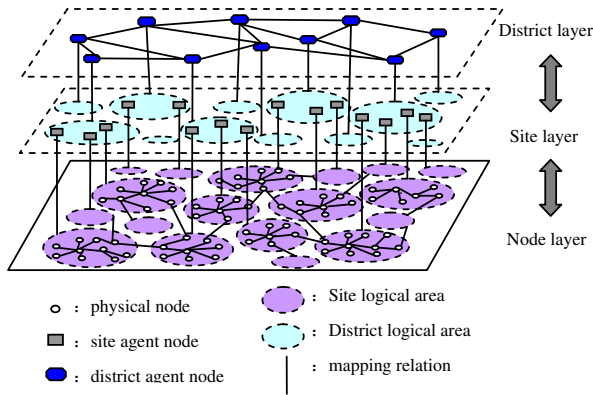 District layer
Site layer
Node layer
: physical node
: site agent node
: district agent node
: Site logical area
: District logical area
: mapping relation